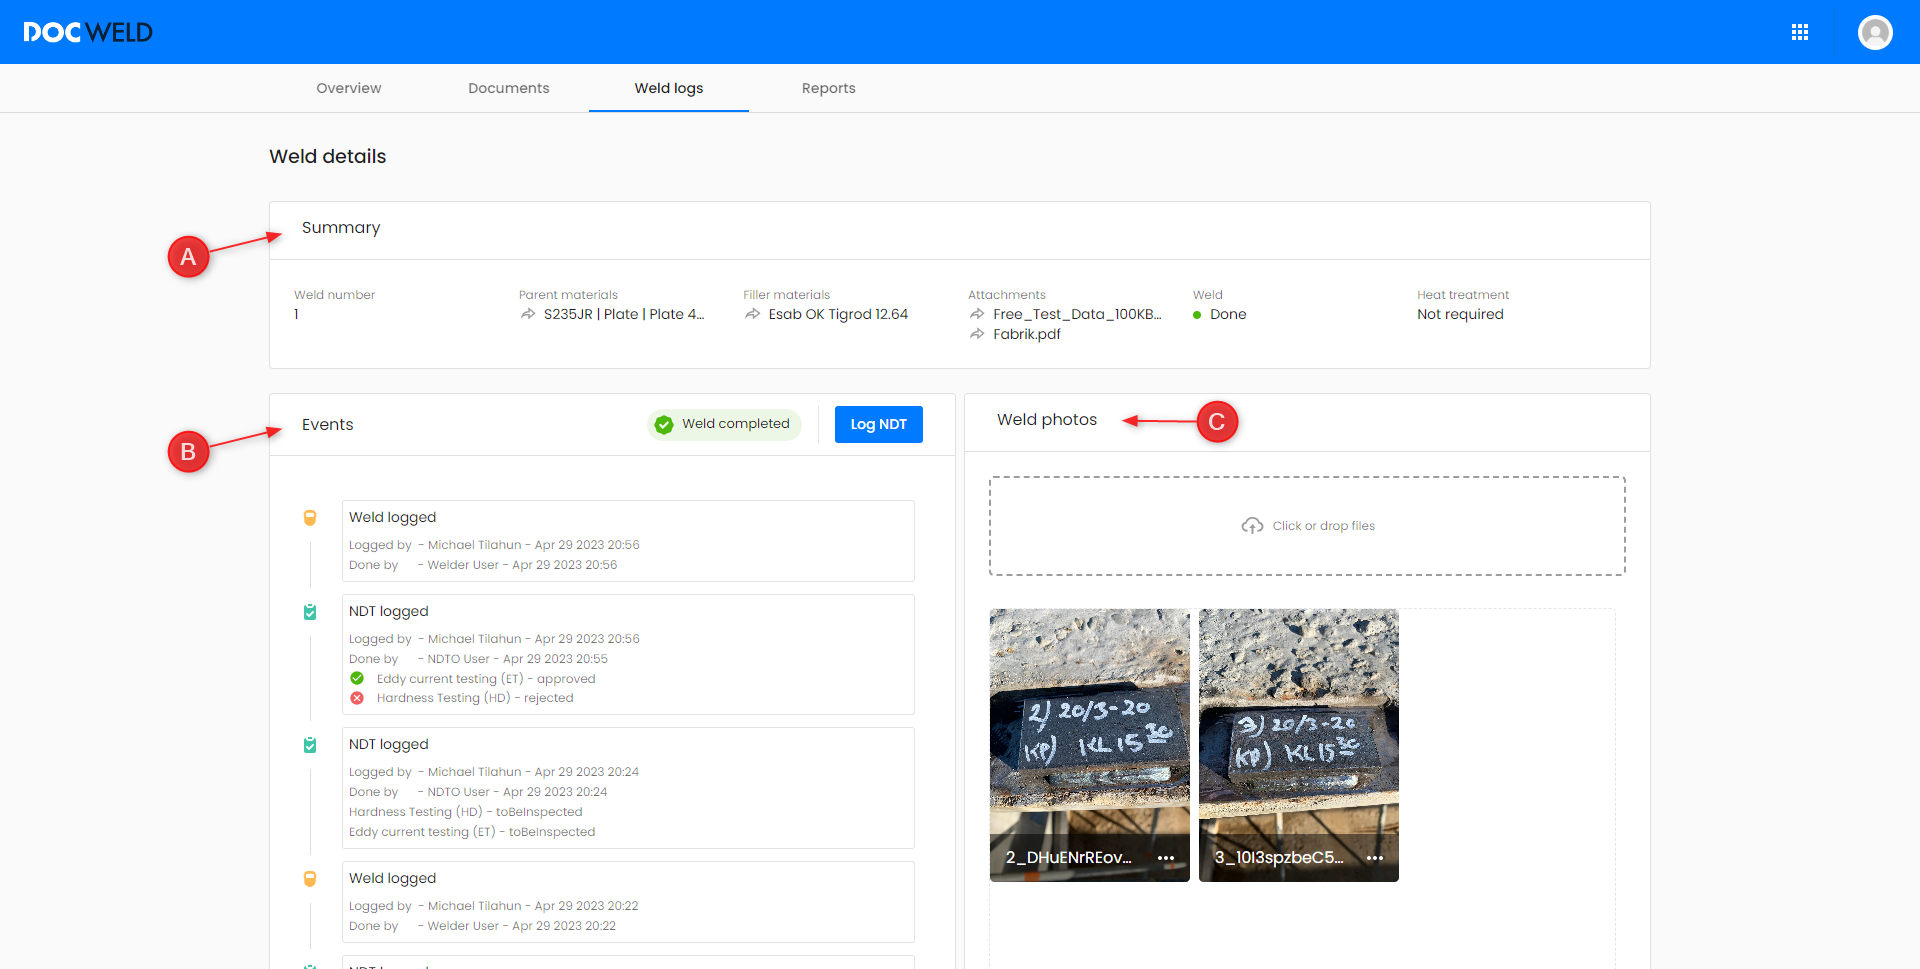 DOCWELD
Overview
Documents
Weld logs
Reports
Weld details
A
Summary
Weld number
1
Parent materials
S235JR | Plate | Plate 4...
Filler materials
Esab OK Tigrod 12.64
Attachments
Free_Test_Data_100KB...
Fabrik.pdf
Weld
Done
Heat treatment
Not required
B
Events
Weld completed
Log NDT
Weld logged
Logged by - Michael Tilahun - Apr 29 2023 20:56
Done by - Welder User - Apr 29 2023 20:56
NDT logged
Logged by - Michael Tilahun - Apr 29 2023 20:56
Done by - NDTO User - Apr 29 2023 20:55
Eddy current testing (ET) - approved
Hardness Testing (HD) - rejected
NDT logged
Logged by - Michael Tilahun - Apr 29 2023 20:24
Done by - NDTO User - Apr 29 2023 20:24
Hardness Testing (HD) - toBeInspected
Eddy current testing (ET) - toBeInspected
Weld logged
Logged by - Michael Tilahun - Apr 29 2023 20:22
Done by - Welder User - Apr 29 2023 20:22
NDT logged
Weld photos
C
Click or drop files
2) 20/3-20
KP) KL 15 30
2_DHuENrREov...
3) 20/3-20
KP) KL 15 30
3_10I3spzbeC5...